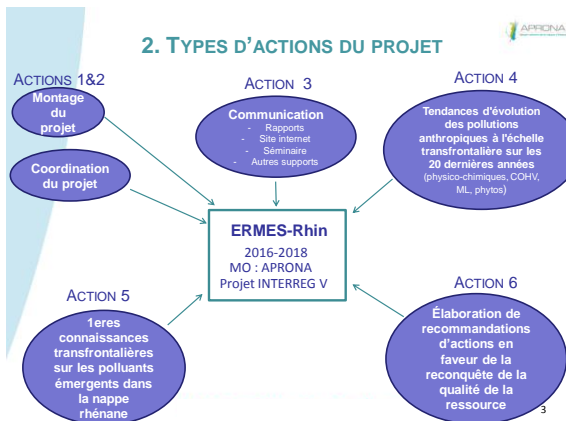 APRONA
2. TYPES D'ACTIONS DU PROJET
ACTIONS 1&2
Montage
du
projet
Coordination
du projet
ACTION 3
Communication
- Rapports
- Site internet
- Séminaire
- Autres supports
ACTION 4
Tendances d'évolution
des pollutions
anthropiques à l'échelle
transfrontalière sur les
20 dernières années
(physico-chimiques, COHV,
ML, phytos)
ERMES-Rhin
2016-2018
MO : APRONA
Projet INTERREG V
ACTION 5
1eres
connaissances
transfrontalières
sur les polluants
émergents dans
la nappe
rhénane
ACTION 6
Élaboration de
recommandations
d'actions en
faveur de la
reconquête de la
qualité de la
ressource
3